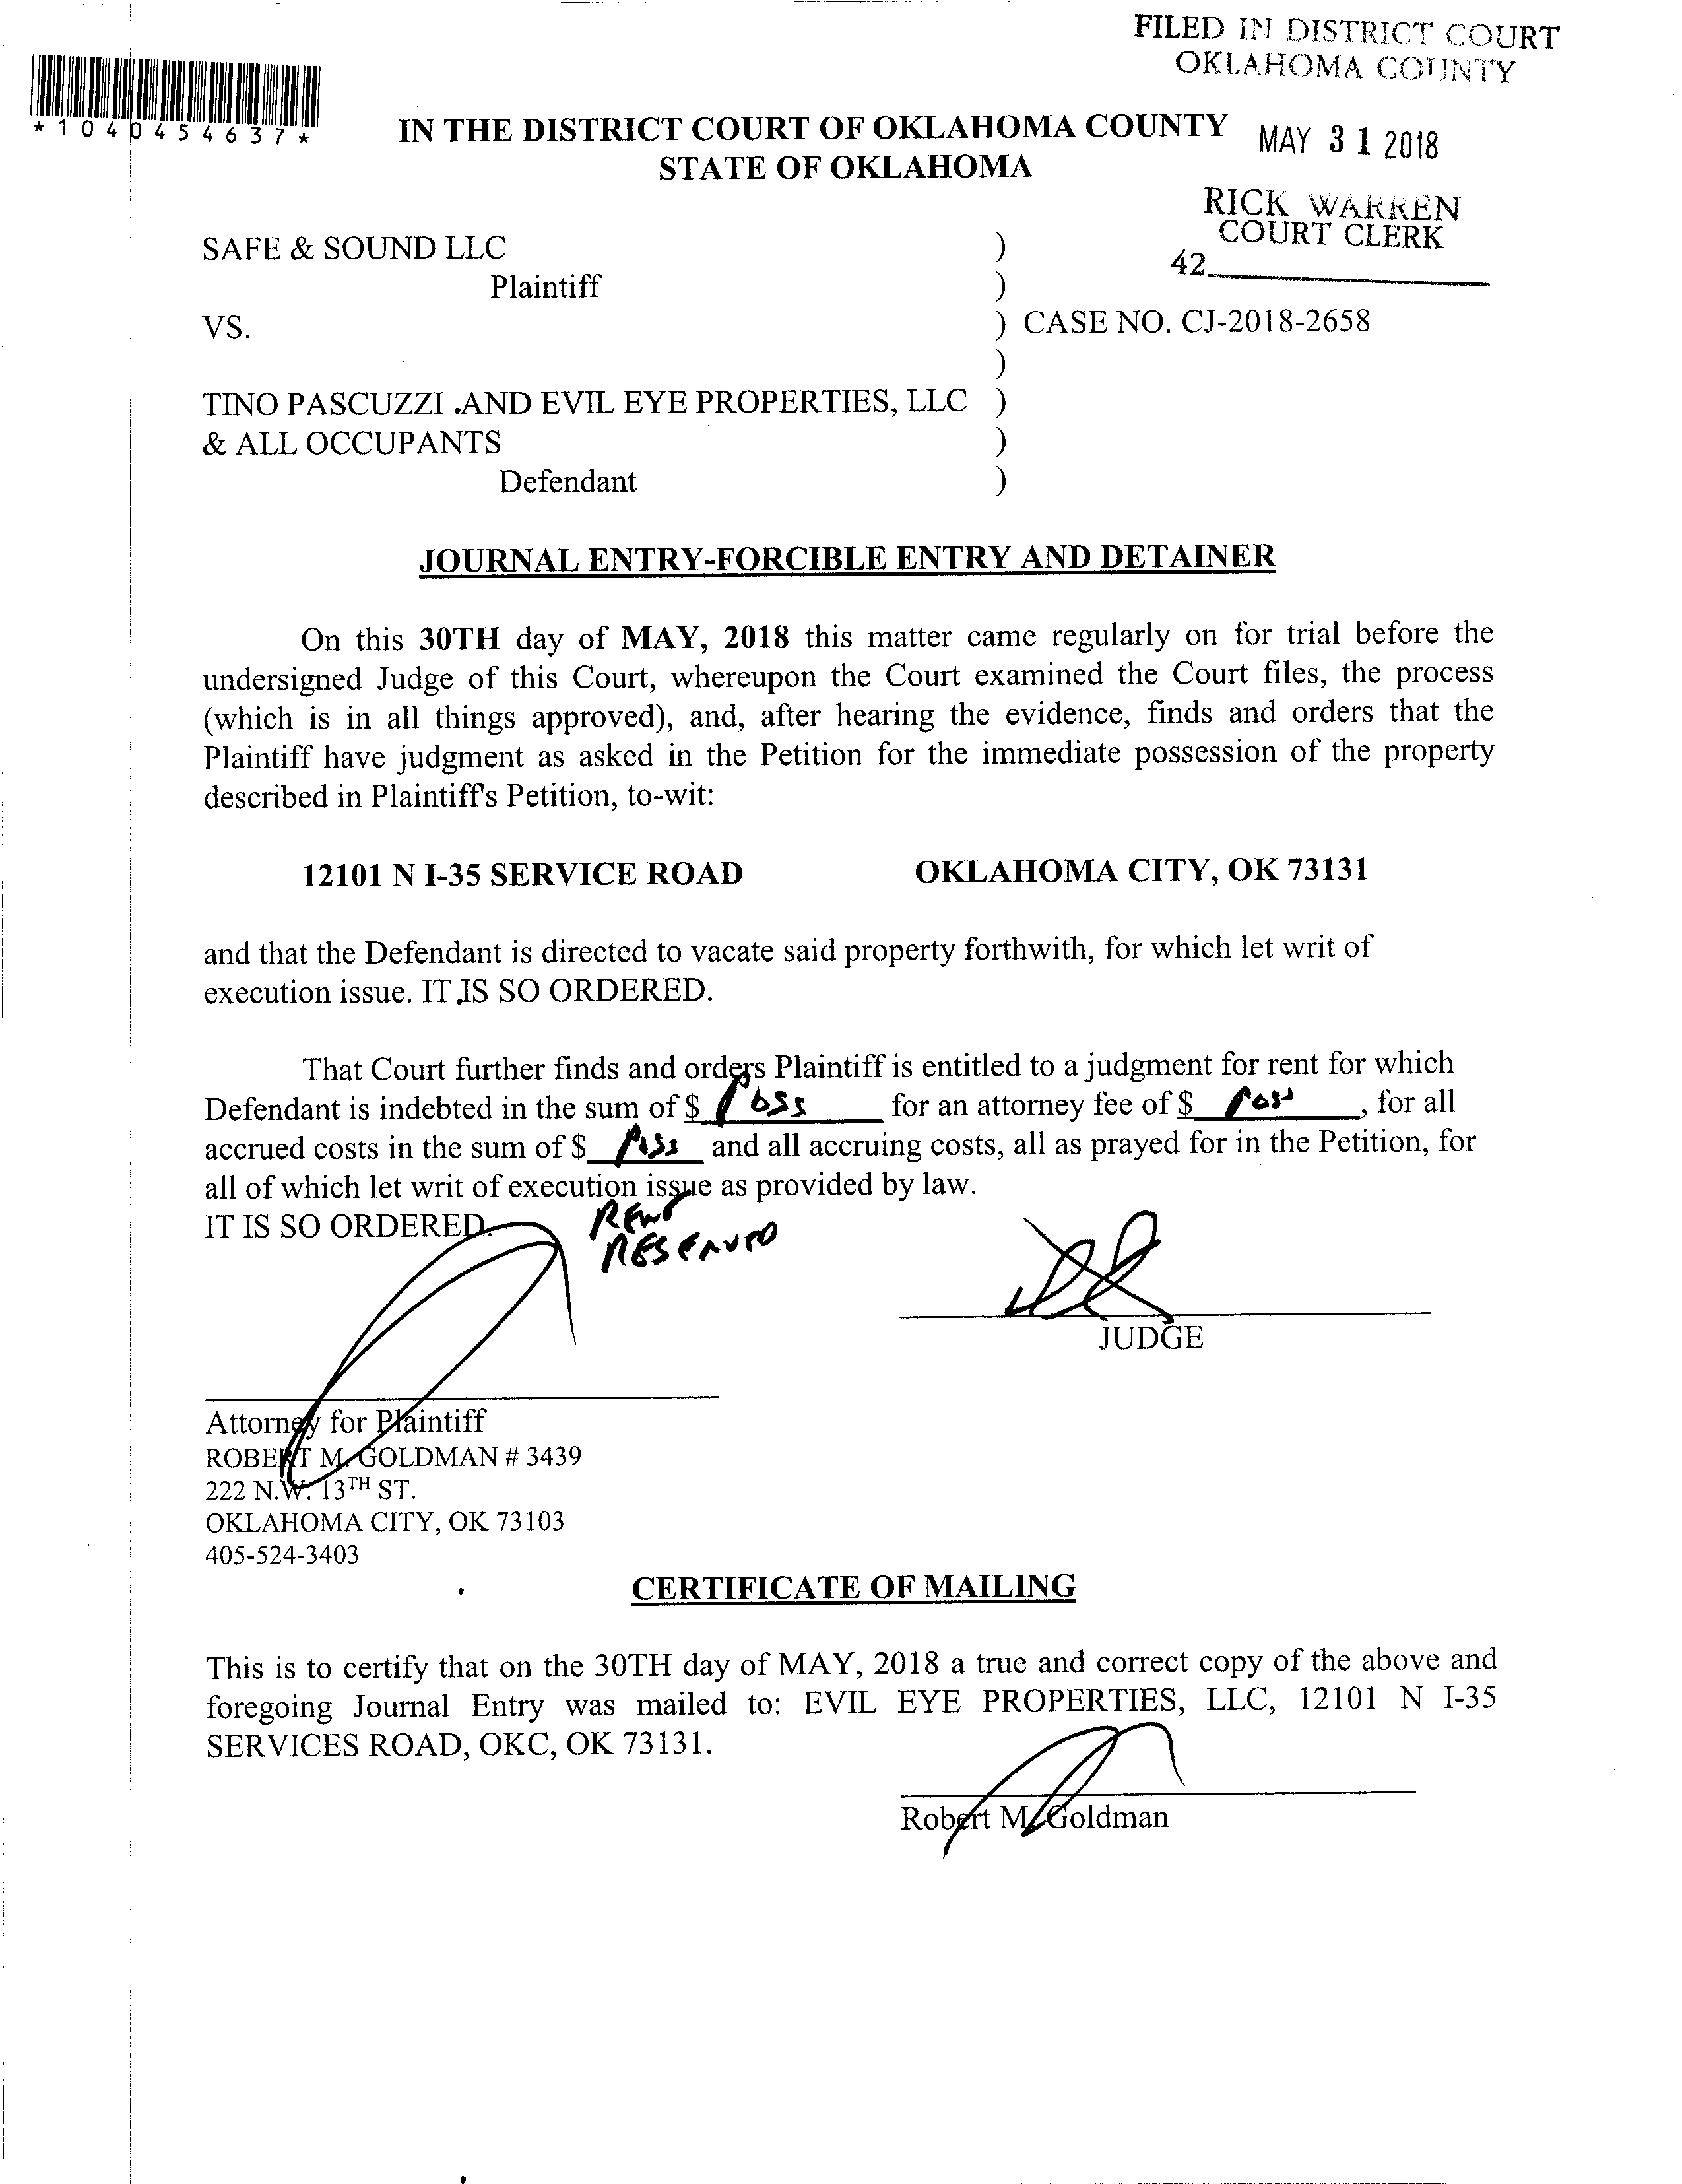 FILED IN DISTRICT COURT
OKLAHOMA COUNTY
*1040454637*
IN THE DISTRICT COURT OF OKLAHOMA COUNTY
STATE OF OKLAHOMA
MAY 31 2018
RICK WARREN
COURT CLERK
42
SAFE & SOUND LLC )
Plaintiff )
VS. ) CASE NO. CJ-2018-2658
)
TINO PASCUZZI .AND EVIL EYE PROPERTIES, LLC )
& ALL OCCUPANTS )
Defendant )
JOURNAL ENTRY-FORCIBLE ENTRY AND DETAINER
On this 30TH day of MAY, 2018 this matter came regularly on for trial before the
undersigned Judge of this Court, whereupon the Court examined the Court files, the process
(which is in all things approved), and, after hearing the evidence, finds and orders that the
Plaintiff have judgment as asked in the Petition for the immediate possession of the property
described in Plaintiff's Petition, to-wit:
12101 N I-35 SERVICE ROAD OKLAHOMA CITY, OK 73131
and that the Defendant is directed to vacate said property forthwith, for which let writ of
execution issue. IT IS SO ORDERED.
That Court further finds and orders Plaintiff is entitled to a judgment for rent for which
Defendant is indebted in the sum of $ Poss for an attorney fee of $ Poss, for all
accrued costs in the sum of $ Poss and all accruing costs, all as prayed for in the Petition, for
all of which let writ of execution issue as provided by law.
IT IS SO ORDERED.
RENT
RESERVED
JUDGE
Attorney for Plaintiff
ROBERT M. GOLDMAN # 3439
222 N.W. 13TH ST.
OKLAHOMA CITY, OK 73103
405-524-3403
CERTIFICATE OF MAILING
This is to certify that on the 30TH day of MAY, 2018 a true and correct copy of the above and
foregoing Journal Entry was mailed to: EVIL EYE PROPERTIES, LLC, 12101 N I-35
SERVICES ROAD, OKC, OK 73131.
Robert M. Goldman